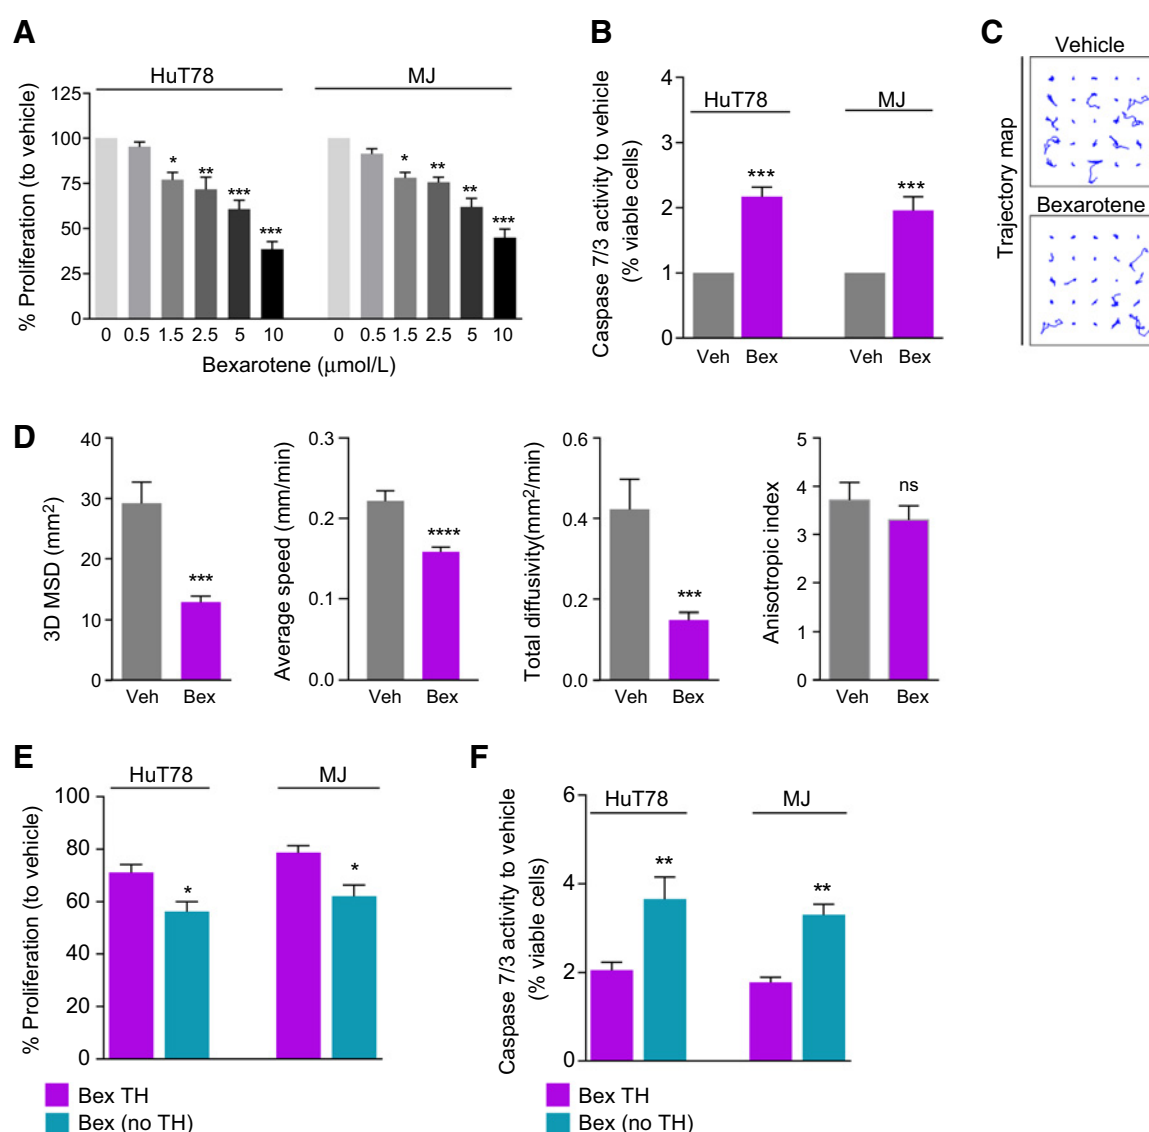 A
HuT78
MJ
% Proliferation (to vehicle)
125
100
75
50
25
0
*
**
***
***
*
**
**
***
0 0.5 1.5 2.5 5 10
0 0.5 1.5 2.5 5 10
Bexarotene (μmol/L)
B
Caspase 7/3 activity to vehicle
(% viable cells)
4
3
2
1
0
HuT78
MJ
***
***
Veh Bex
Veh Bex
C
Vehicle
Bexarotene
Trajectory map
D
3D MSD (mm²)
40
30
20
10
0
***
Veh Bex
Average speed (mm/min)
0.3
0.2
0.1
0.0
****
Veh Bex
Total diffusivity(mm²/min)
0.6
0.4
0.2
0.0
***
Veh Bex
Anisotropic index
5
4
3
2
1
0
ns
Veh Bex
E
HuT78
MJ
% Proliferation (to vehicle)
100
80
60
40
20
0
*
*
Bex TH
Bex (no TH)
F
Caspase 7/3 activity to vehicle
(% viable cells)
6
4
2
0
HuT78
MJ
**
**
Bex TH
Bex (no TH)